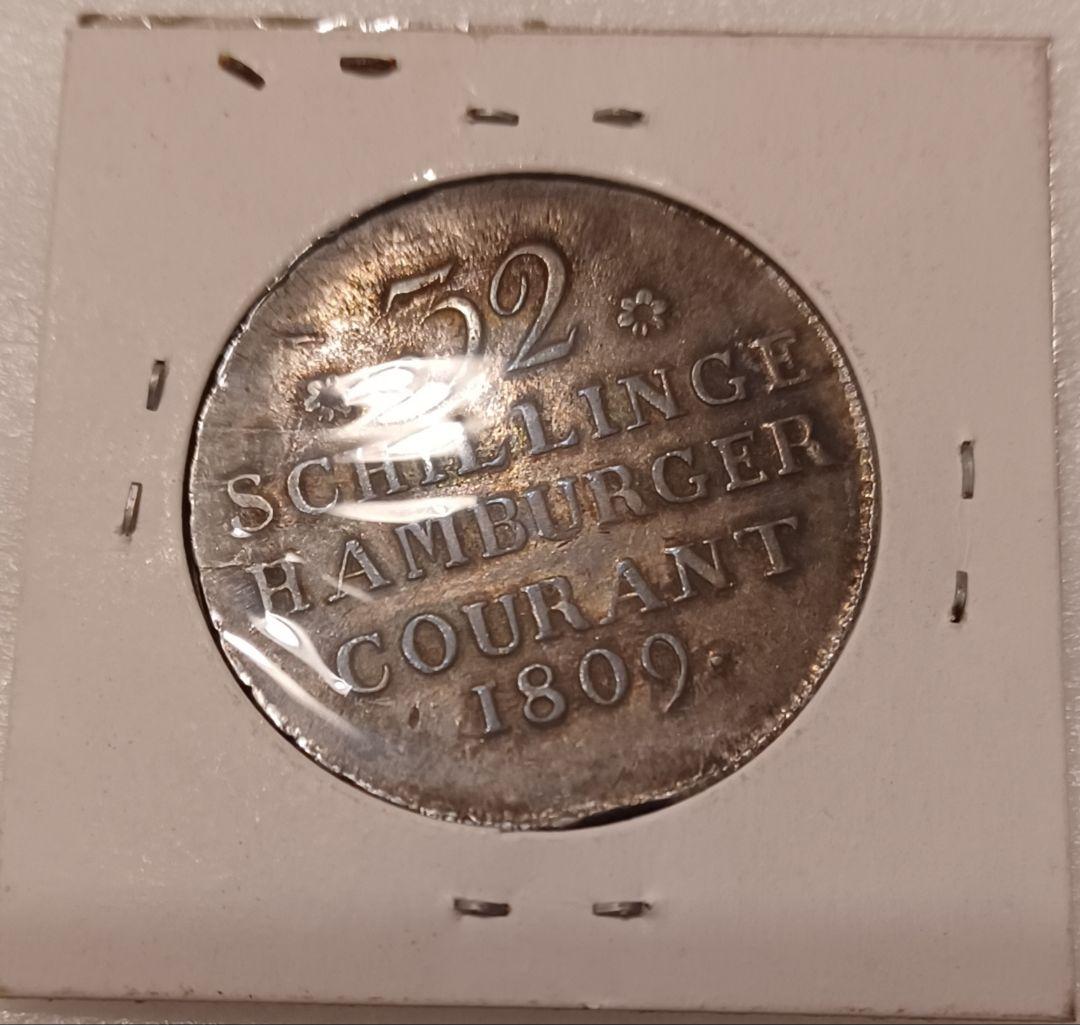 32
SCHILLINGE
HAMBURGER
COURANT
1809.